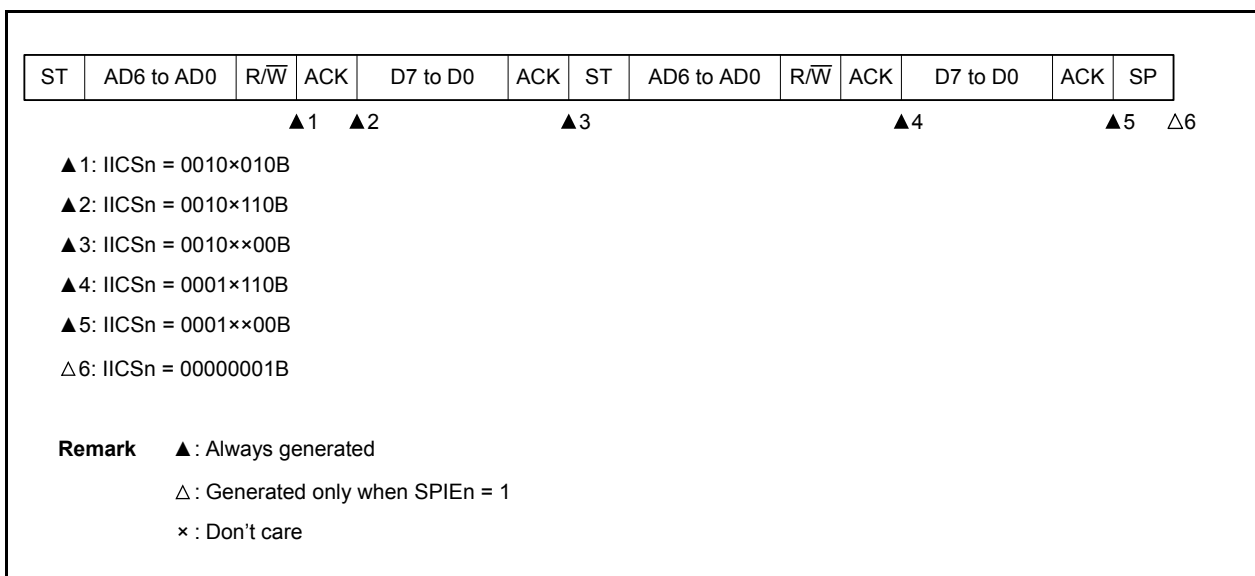 ST AD6 to AD0 R/W̅ ACK D7 to D0 ACK ST AD6 to AD0 R/W̅ ACK D7 to D0 ACK SP
▲1 ▲2 ▲3 ▲4 ▲5 △6
▲1: IICSn = 0010×010B
▲2: IICSn = 0010×110B
▲3: IICSn = 0010××00B
▲4: IICSn = 0001×110B
▲5: IICSn = 0001××00B
△6: IICSn = 00000001B
Remark ▲: Always generated
△: Generated only when SPIEn = 1
×: Don't care